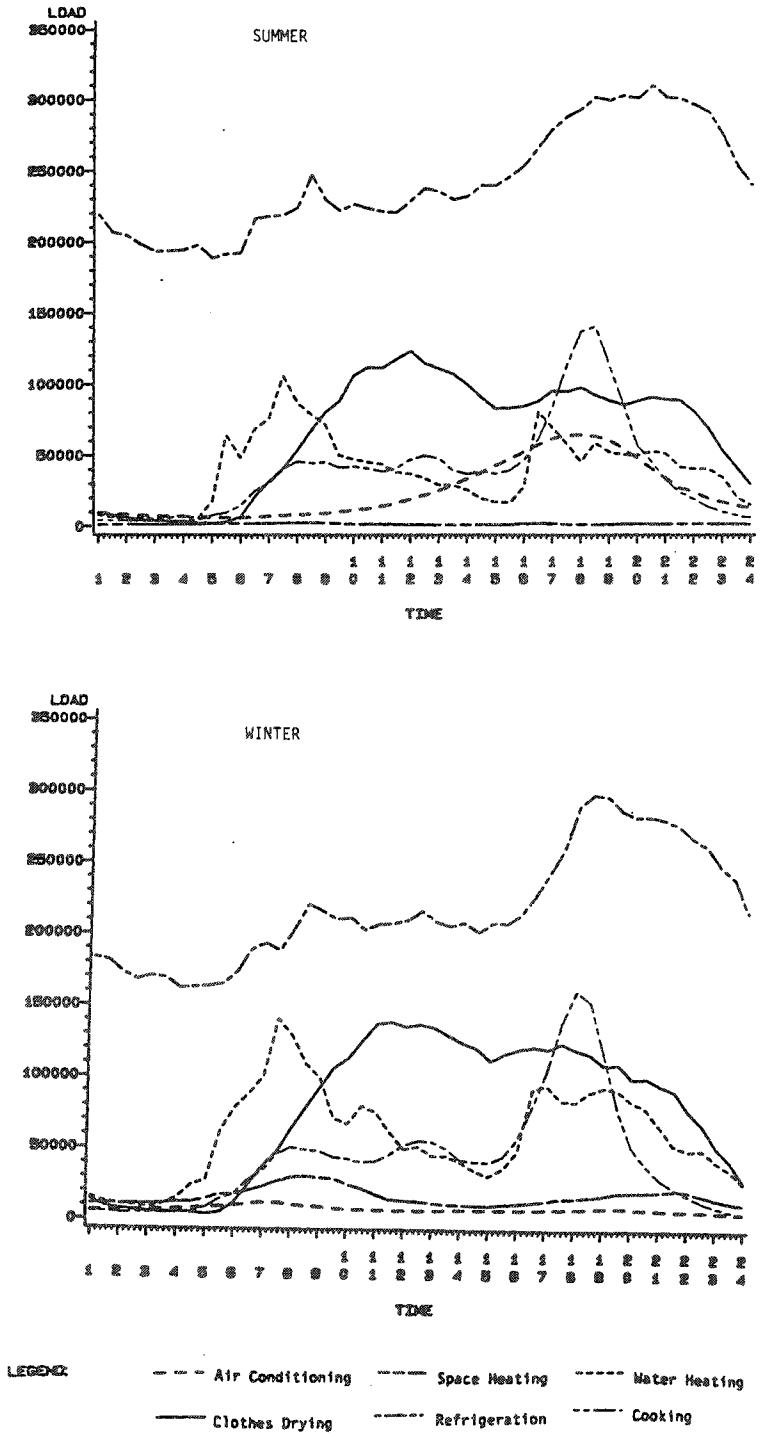 LOAD
350000
SUMMER
300000
250000
200000
150000
100000
50000
0
1 2 3 4 5 6 7 8 9 10 11 12 13 14 15 16 17 18 19 20 21 22 23 24
TIME
LOAD
350000
WINTER
300000
250000
200000
150000
100000
50000
0
1 2 3 4 5 6 7 8 9 10 11 12 13 14 15 16 17 18 19 20 21 22 23 24
TIME
LEGEND: Air Conditioning Space Heating Water Heating
Clothes Drying Refrigeration Cooking